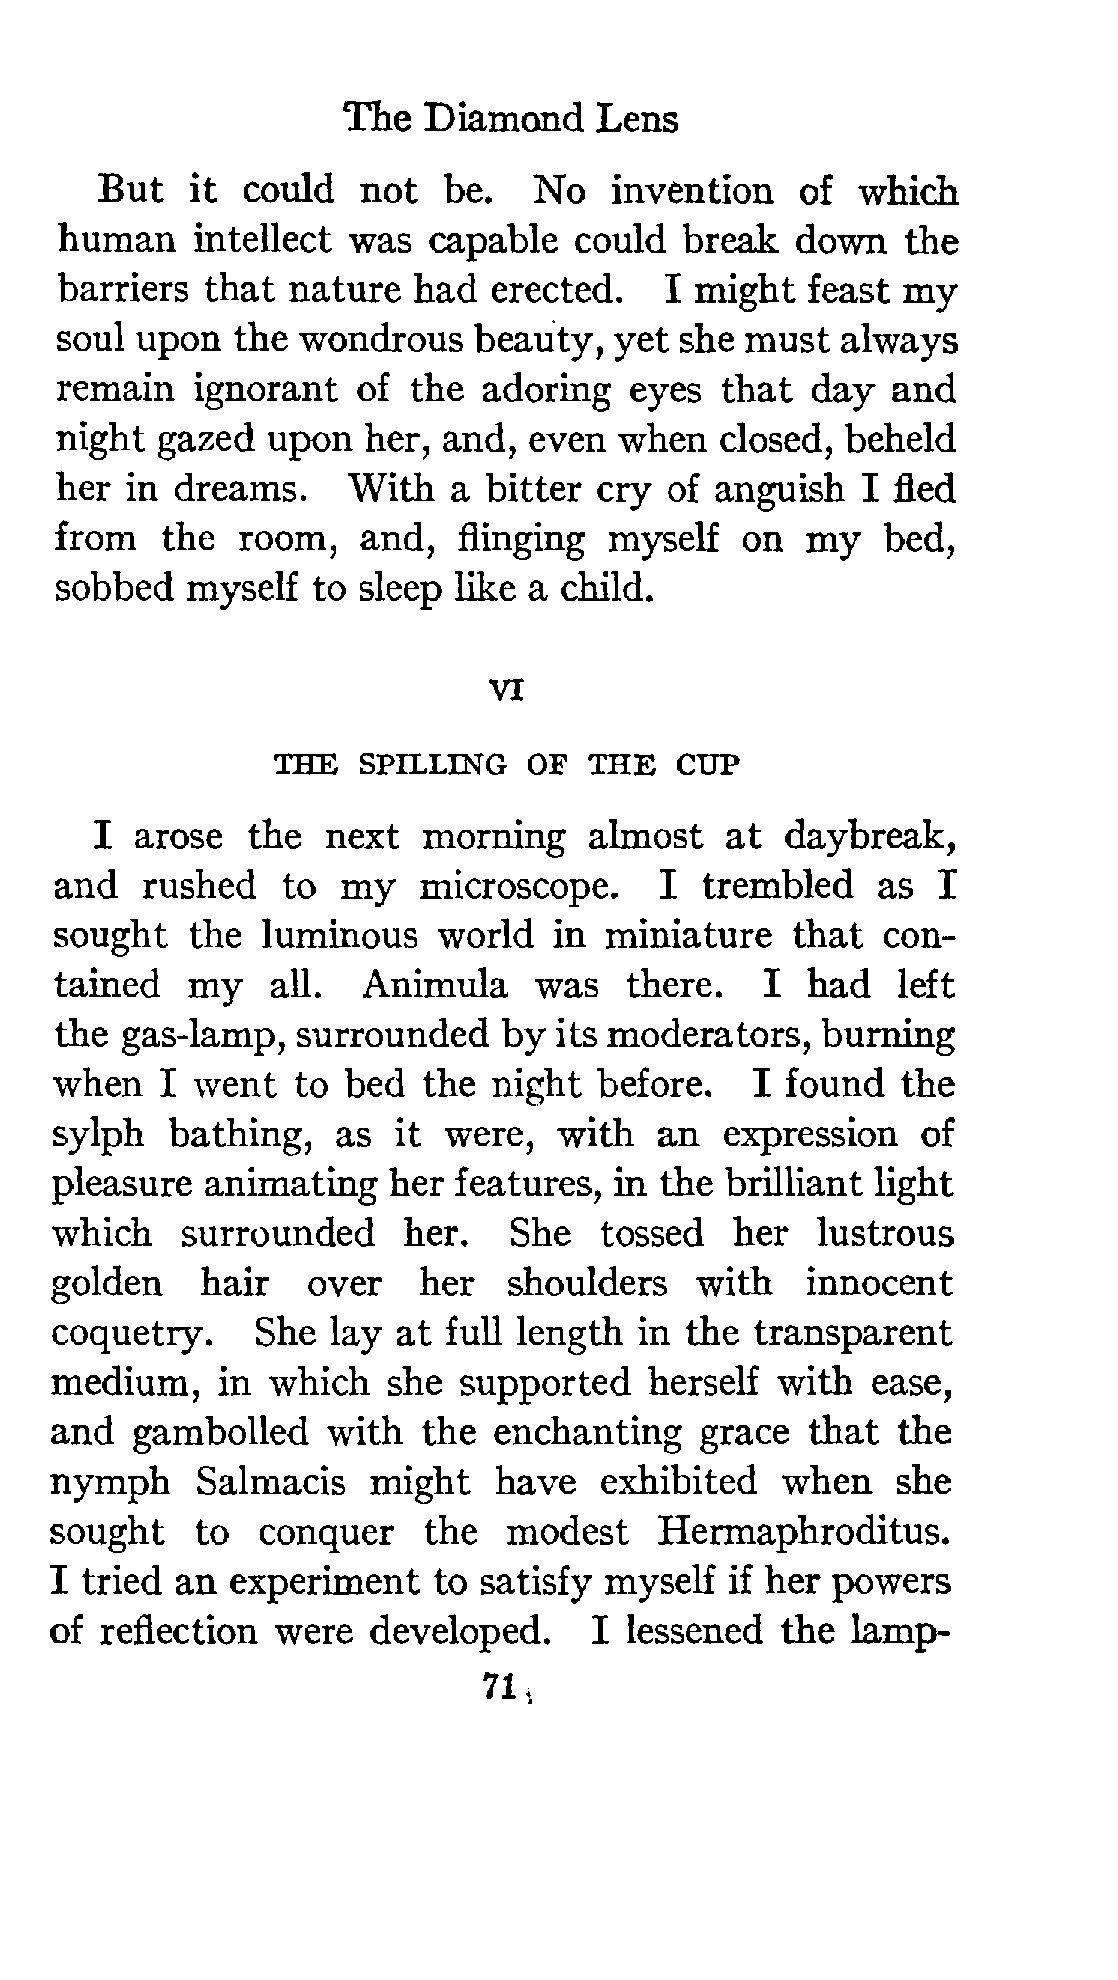 The Diamond Lens
But it could not be. No invention of which
human intellect was capable could break down the
barriers that nature had erected. I might feast my
soul upon the wondrous beauty, yet she must always
remain ignorant of the adoring eyes that day and
night gazed upon her, and, even when closed, beheld
her in dreams. With a bitter cry of anguish I fled
from the room, and, flinging myself on my bed,
sobbed myself to sleep like a child.
VI
THE SPILLING OF THE CUP
I arose the next morning almost at daybreak,
and rushed to my microscope. I trembled as I
sought the luminous world in miniature that con-
tained my all. Animula was there. I had left
the gas-lamp, surrounded by its moderators, burning
when I went to bed the night before. I found the
sylph bathing, as it were, with an expression of
pleasure animating her features, in the brilliant light
which surrounded her. She tossed her lustrous
golden hair over her shoulders with innocent
coquetry. She lay at full length in the transparent
medium, in which she supported herself with ease,
and gambolled with the enchanting grace that the
nymph Salmacis might have exhibited when she
sought to conquer the modest Hermaphroditus.
I tried an experiment to satisfy myself if her powers
of reflection were developed. I lessened the lamp-
71